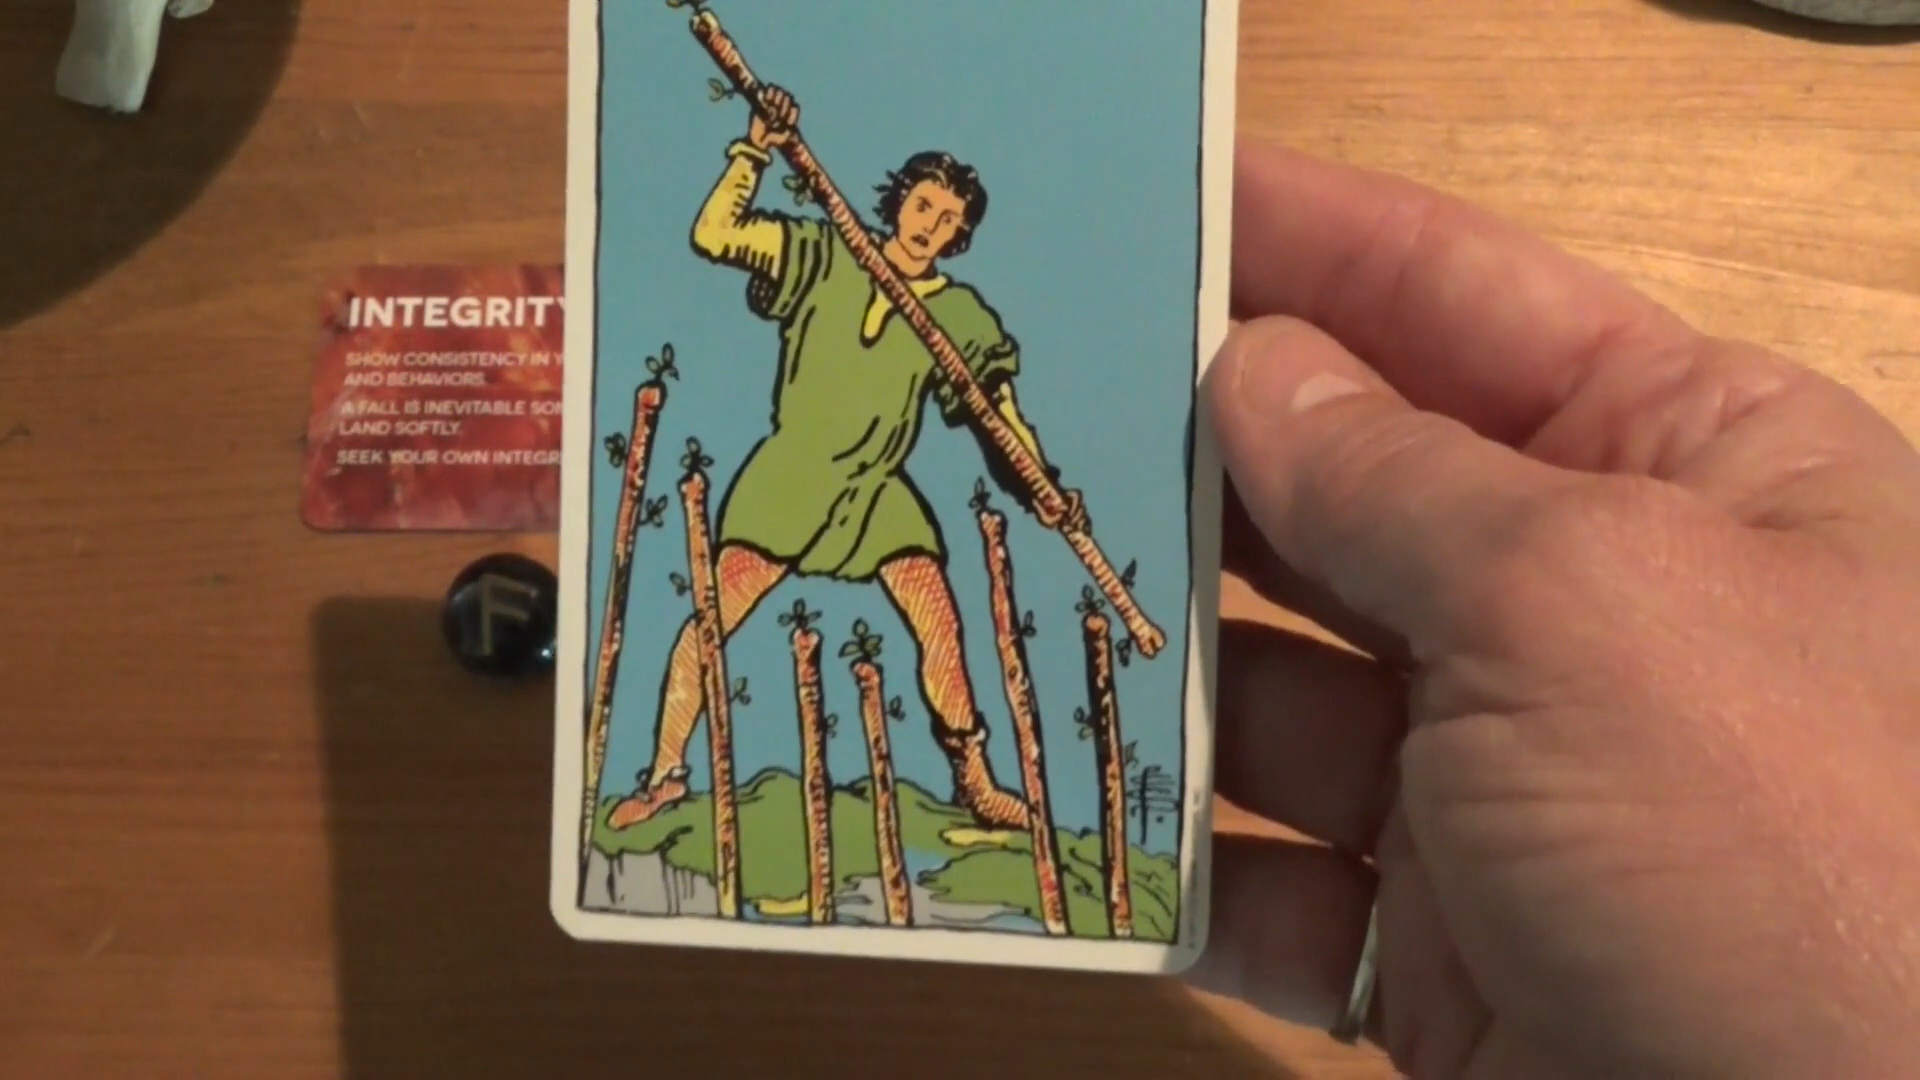 INTEGRITY
SHOW CONSISTENCY IN
AND BEHAVIORS.
A FALL IS INEVITABLE
LAND SOFTLY.
SEEK YOUR OWN